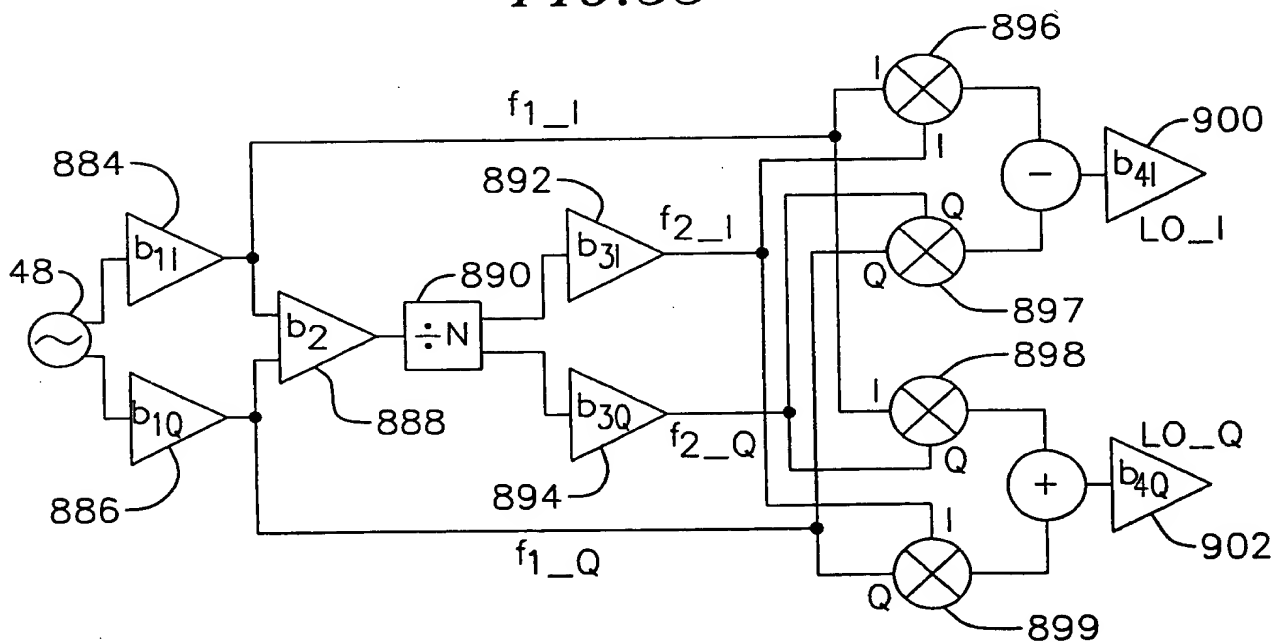 896
I
f1_I
I
900
884
892
b4I
−
b1I
f2_I
Q
LO_I
b3I
48
890
Q
b2
÷N
897
898
I
b1Q
b3Q
888
f2_Q
Q
LO_Q
886
894
+
b4Q
I
f1_Q
902
Q
899